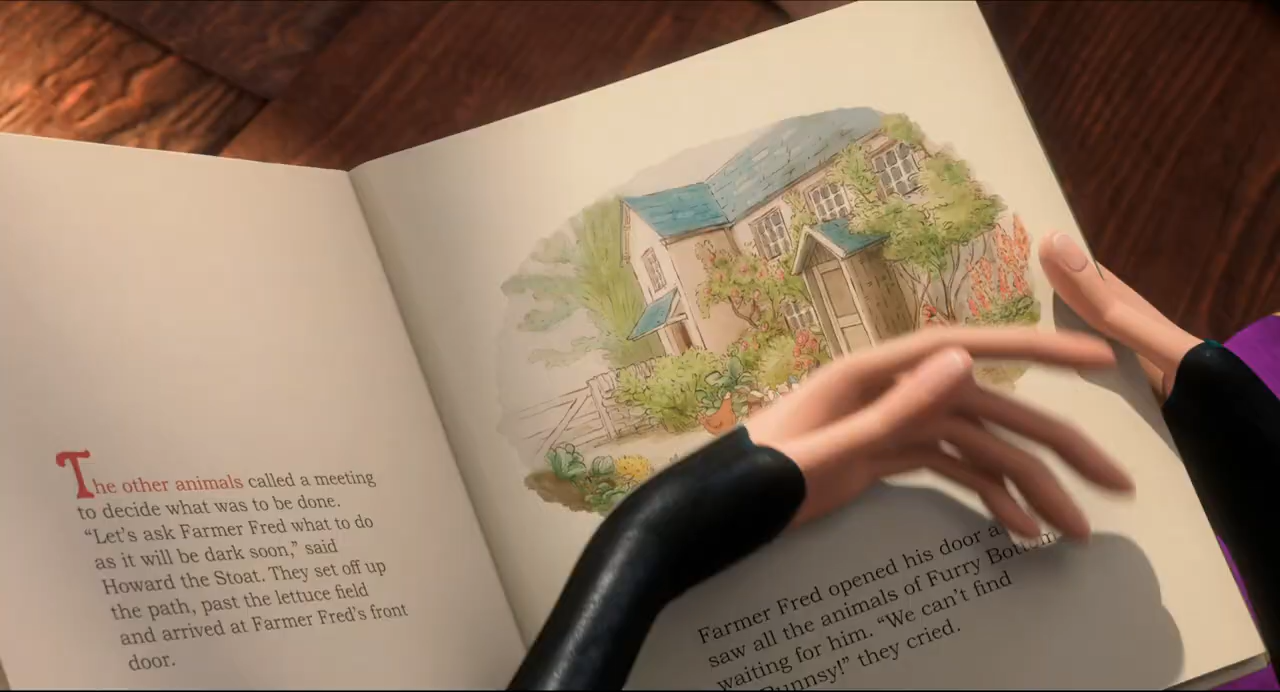 The other animals called a meeting
to decide what was to be done.
“Let’s ask Farmer Fred what to do
as it will be dark soon,” said
Howard the Stoat. They set off up
the path, past the lettuce field
and arrived at Farmer Fred’s front
door.
Farmer Fred opened his door
saw all the animals of Furry Bottom
waiting for him. “We can’t find
Bunnsy!” they cried.